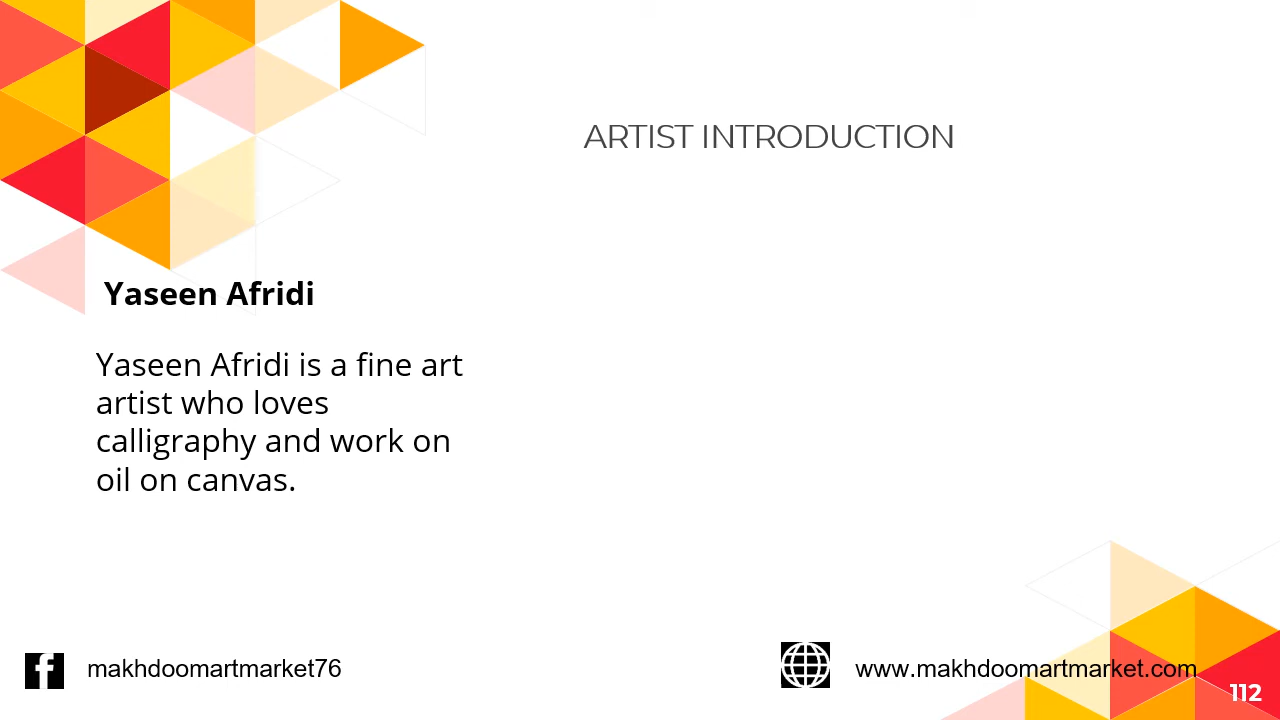 ARTIST INTRODUCTION
Yaseen Afridi
Yaseen Afridi is a fine art
artist who loves
calligraphy and work on
oil on canvas.
makhdoomartmarket76
www.makhdoomartmarket.com
112